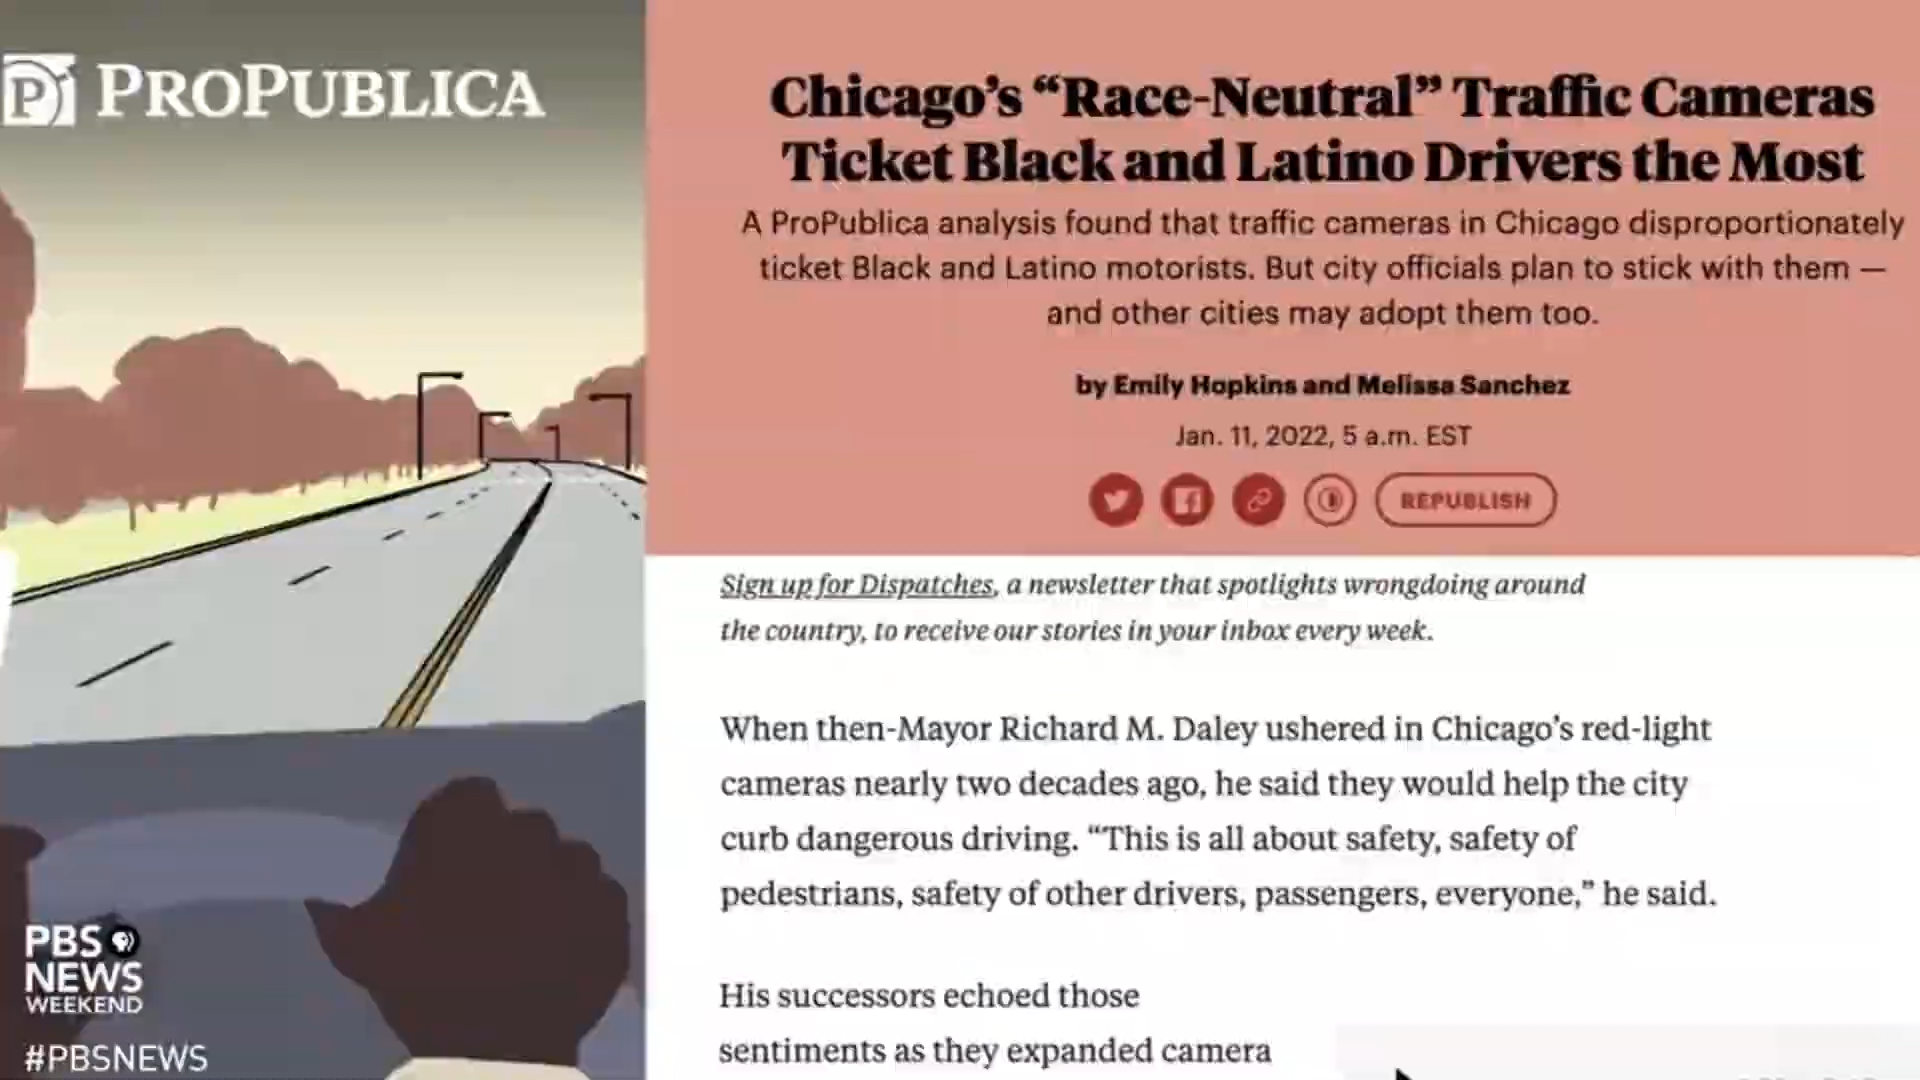 PROPUBLICA
Chicago's “Race-Neutral” Traffic Cameras
Ticket Black and Latino Drivers the Most
A ProPublica analysis found that traffic cameras in Chicago disproportionately
ticket Black and Latino motorists. But city officials plan to stick with them —
and other cities may adopt them too.
by Emily Hopkins and Melissa Sanchez
Jan. 11, 2022, 5 a.m. EST
REPUBLISH
Sign up for Dispatches, a newsletter that spotlights wrongdoing around
the country, to receive our stories in your inbox every week.
When then-Mayor Richard M. Daley ushered in Chicago's red-light
cameras nearly two decades ago, he said they would help the city
curb dangerous driving. “This is all about safety, safety of
pedestrians, safety of other drivers, passengers, everyone,” he said.
His successors echoed those
sentiments as they expanded camera
PBS
NEWS
WEEKEND
#PBSNEWS